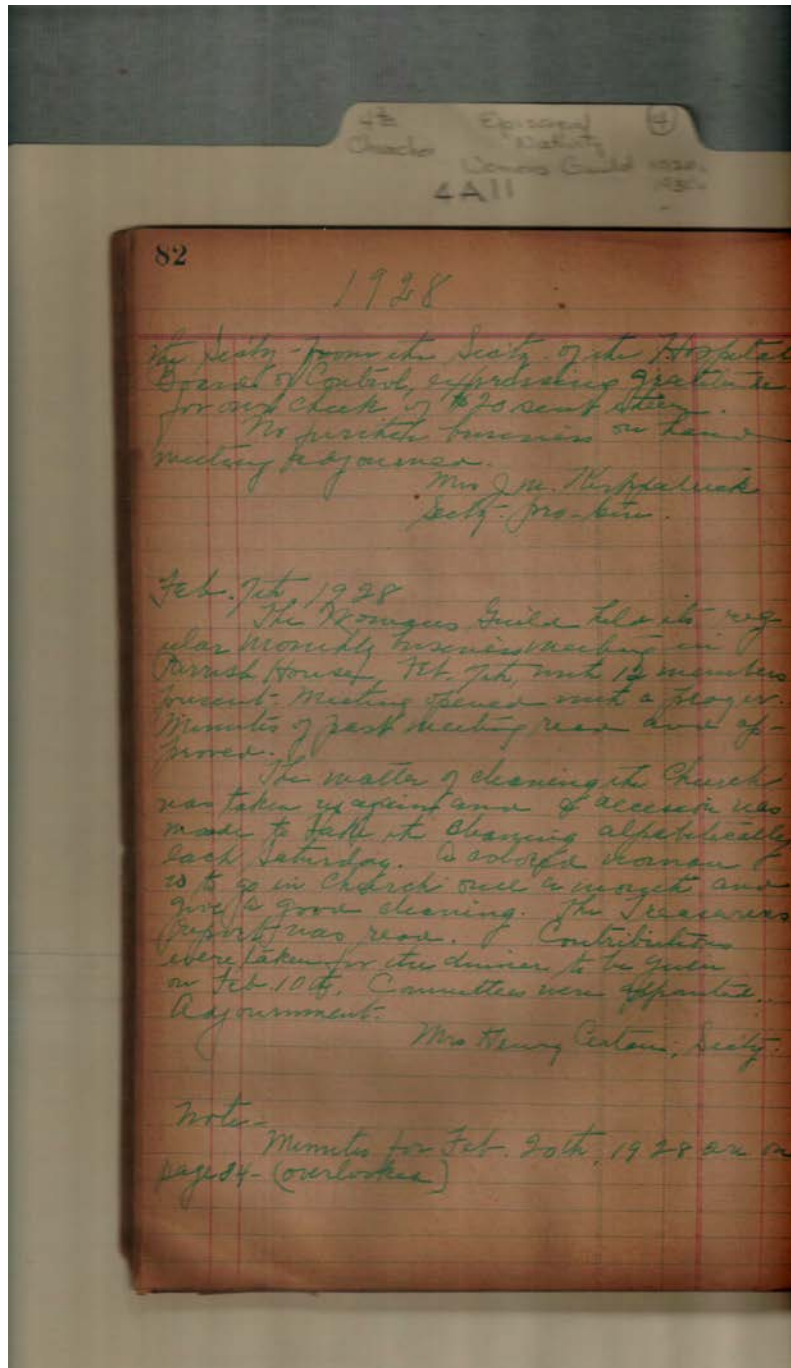 Episcopal 4
Church Nativity
Womens Guild 1920s
4A11 1930s
82
1928
the Secty - from the Secty. of the Hospital
Board of Control, expressing gratitude
for our check of $20 sent them.
No further business on hand
meeting adjourned.
Mrs J. M. Kirkpatrick
Secty - pro-tem.
Feb. 7th, 1928
The Womans Guild held its reg
ular monthly business meeting in
Parrish House, Feb. 7th, with 12 members
present. Meeting opened with a prayer.
Minutes of past meeting read and ap-
proved.
The matter of cleaning the Church
was taken up again and a decision was
made to take the cleaning alphabetically
each Saturday. A colored woman
is to go in Church once a month and
give a good cleaning. The Treasurers
Report was read. Contributions
were taken for the dinner to be given
on Feb. 10th. Committees were appointed.
Adjournment.
Mrs Henry Secty.
Note-
Minutes for Feb. 20th, 1928 are on
page 84 - (overlooked)